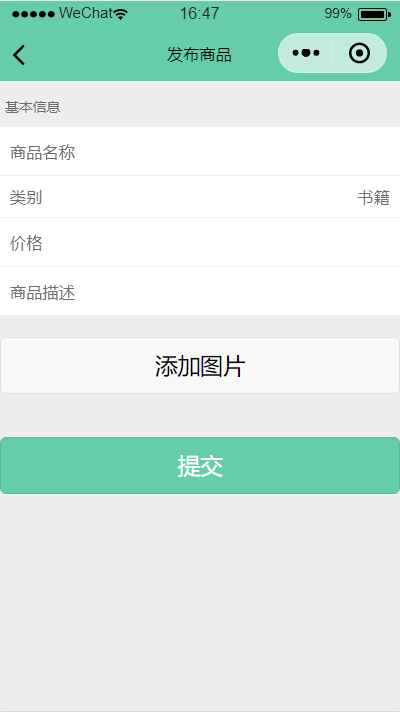 WeChat 16:47 99%
发布商品
基本信息
商品名称
类别 书籍
价格
商品描述
添加图片
提交